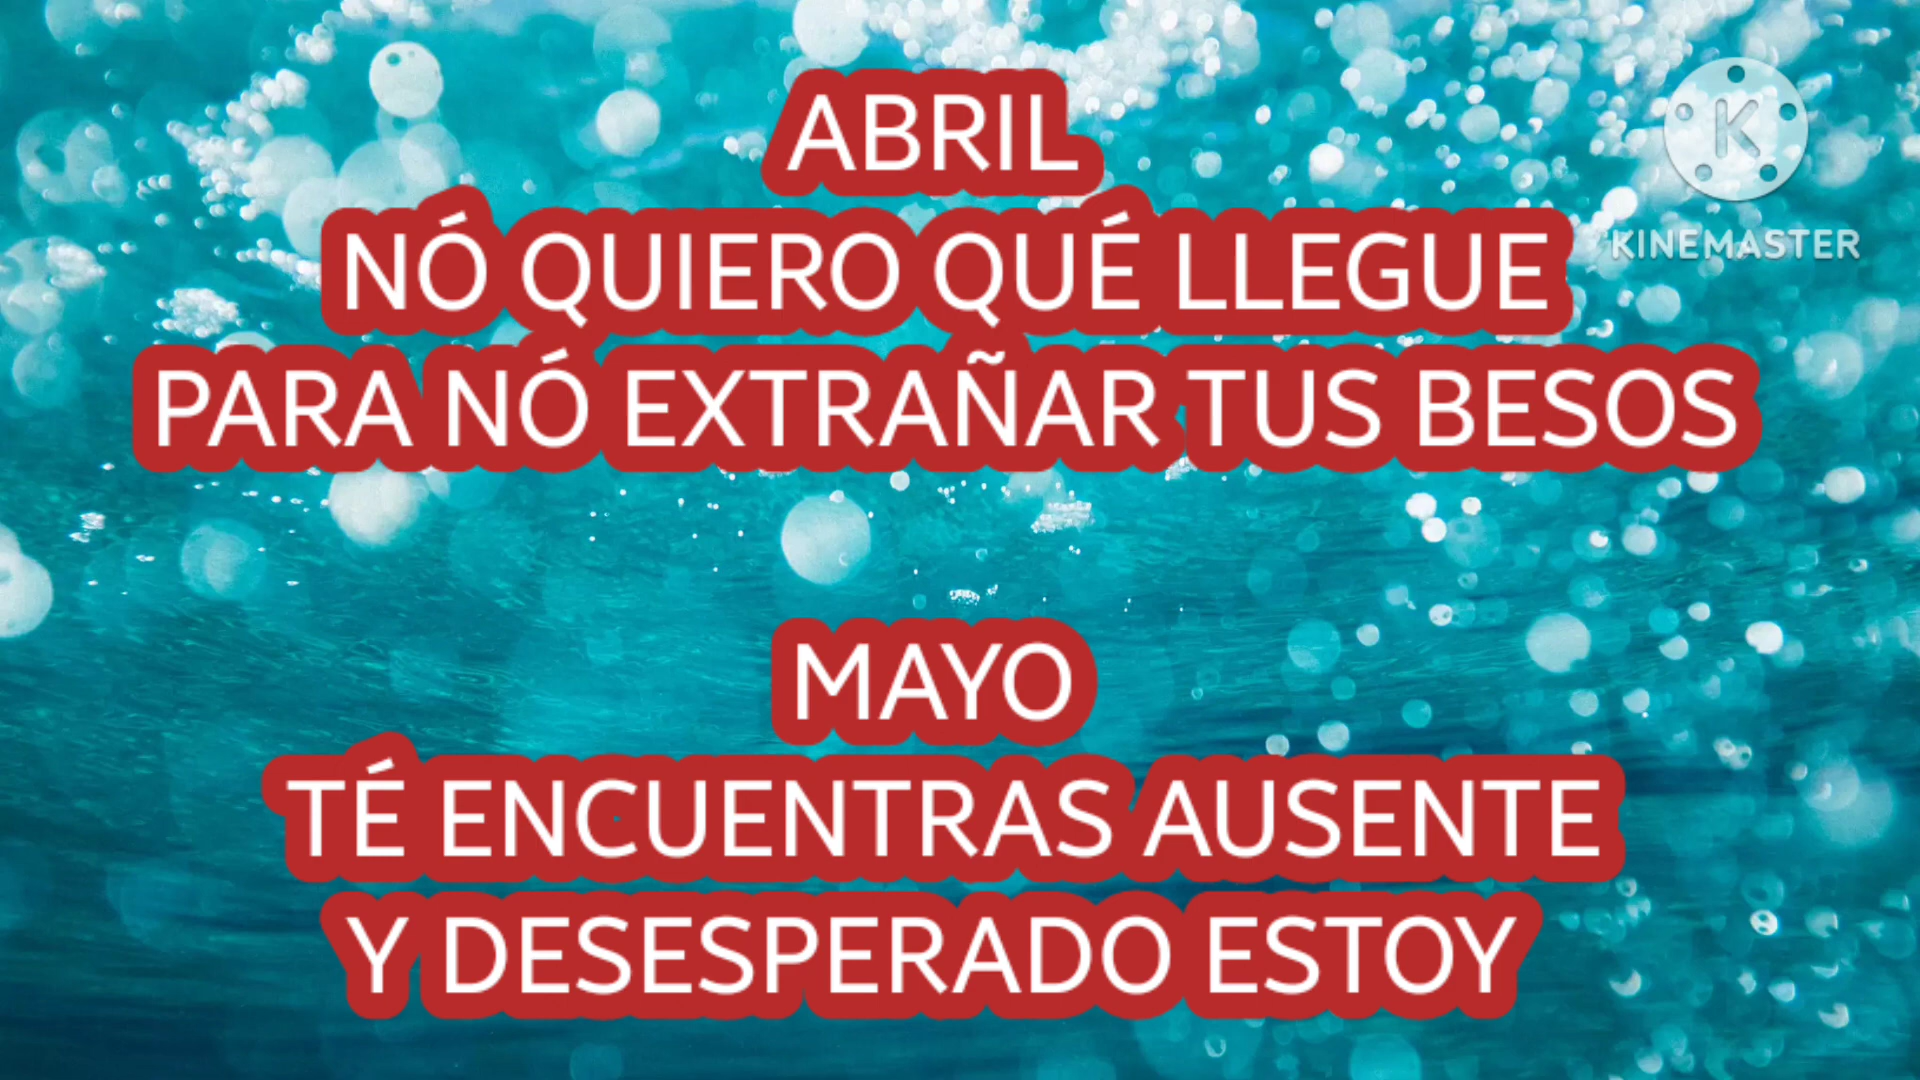 ABRIL
NÓ QUIERO QUÉ LLEGUE
PARA NÓ EXTRAÑAR TUS BESOS
MAYO
TÉ ENCUENTRAS AUSENTE
Y DESESPERADO ESTOY
K
KINEMASTER